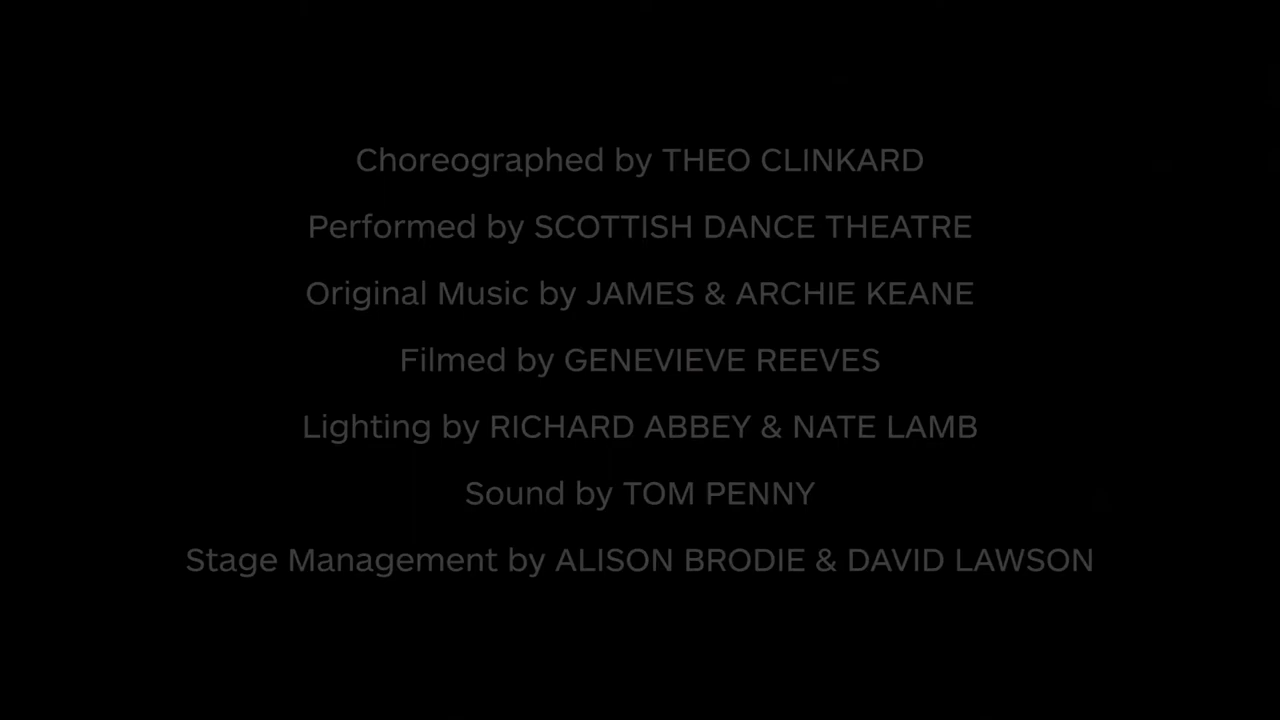 Choreographed by THEO CLINKARD
Performed by SCOTTISH DANCE THEATRE
Original Music by JAMES & ARCHIE KEANE
Filmed by GENEVIEVE REEVES
Lighting by RICHARD ABBEY & NATE LAMB
Sound by TOM PENNY
Stage Management by ALISON BRODIE & DAVID LAWSON